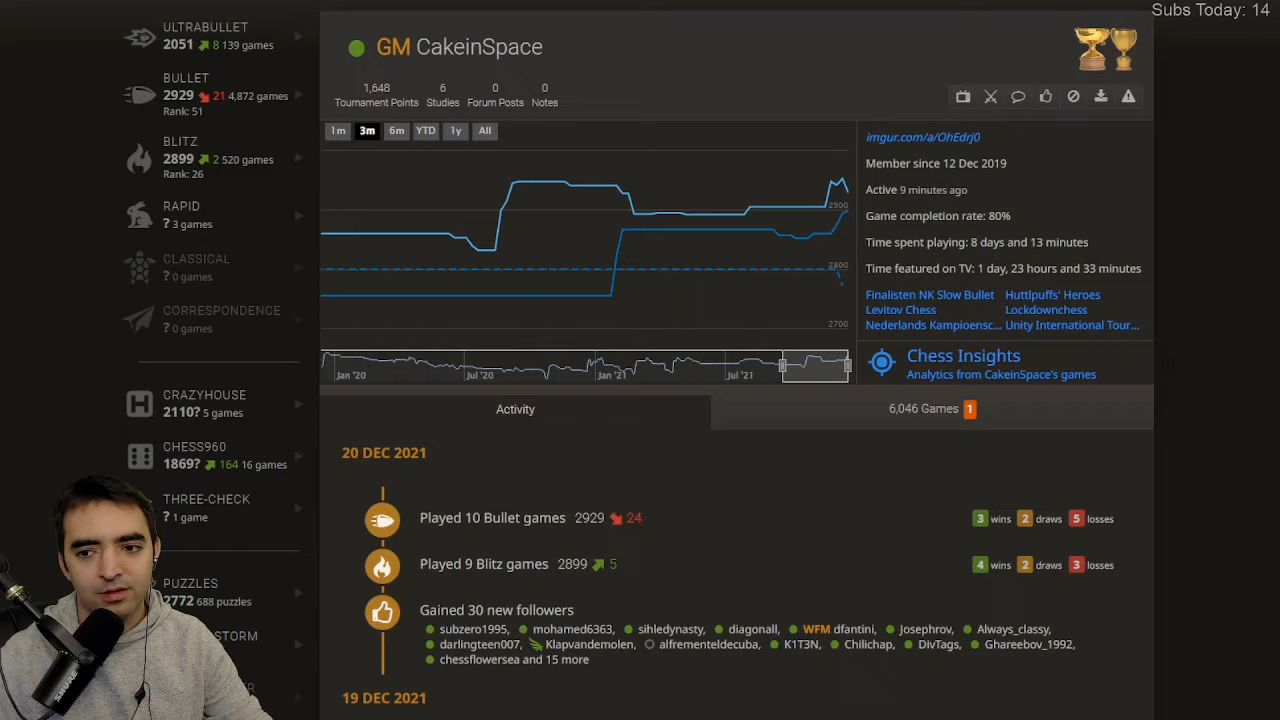 Subs Today: 14
ULTRABULLET
2051 8 139 games
BULLET
2929 21 4,872 games
Rank: 51
BLITZ
2899 2 520 games
Rank: 26
RAPID
? 3 games
CLASSICAL
? 0 games
CORRESPONDENCE
? 0 games
CRAZYHOUSE
2110? 5 games
CHESS960
1869? 164 16 games
THREE-CHECK
? 1 game
PUZZLES
2772 688 puzzles
STORM
GM CakeinSpace
1,648 6 0 0
Tournament Points Studies Forum Posts Notes
1m 3m 6m YTD 1y All
2900
2800
2700
Jan '20 Jul '20 Jan '21 Jul '21
imgur.com/a/OhEdrj0
Member since 12 Dec 2019
Active 9 minutes ago
Game completion rate: 80%
Time spent playing: 8 days and 13 minutes
Time featured on TV: 1 day, 23 hours and 33 minutes
Finalisten NK Slow Bullet Huttlpuffs' Heroes
Levitov Chess Lockdownchess
Nederlands Kampioensc... Unity International Tour...
Chess Insights
Analytics from CakeinSpace's games
Activity 6,046 Games 1
20 DEC 2021
Played 10 Bullet games 2929 24 3 wins 2 draws 5 losses
Played 9 Blitz games 2899 5 4 wins 2 draws 3 losses
Gained 30 new followers
subzero1995, mohamed6363, sihledynasty, diagonall, WFM dfantini, Josephrov, Always_classy,
darlingteen007, Klapvandemolen, alfrementeldecuba, K1T3N, Chilichap, DivTags, Ghareebov_1992,
chessflowersea and 15 more
19 DEC 2021